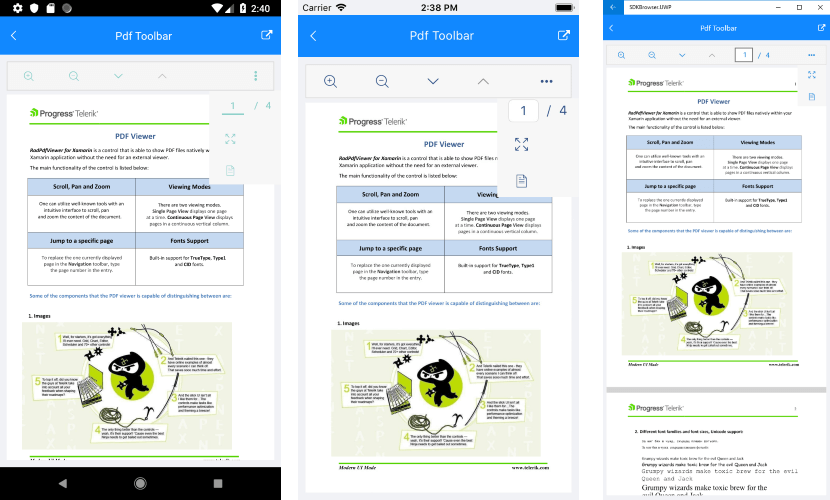 2:40
Pdf Toolbar
1 / 4
Progress Telerik
PDF Viewer
RadPdfViewer for Xamarin is a control that is able to show PDF files natively w
Xamarin application without the need for an external viewer.
The main functionality of the control is listed below:
Scroll, Pan and Zoom
Viewing Modes
One can utilize well-known tools with an
intuitive interface to scroll, pan
and zoom the content of the document.
There are two viewing modes.
Single Page View displays one page
at a time. Continuous Page View displays
pages in a continuous vertical column.
Jump to a specific page
Fonts Support
To replace the one currently displayed
page in the Navigation toolbar, type
the page number in the entry.
Built-in support for TrueType, Type1
and CID fonts.
Some of the components that the PDF viewer is capable of distinguishing between are:
1. Images
Carrier
2:38 PM
Pdf Toolbar
1 / 4
Progress Telerik
PDF Viewer
RadPdfViewer for Xamarin is a control that is able to show PDF files n
Xamarin application without the need for an external viewer.
The main functionality of the control is listed below:
Scroll, Pan and Zoom
Viewing
One can utilize well-known tools with an
intuitive interface to scroll, pan
and zoom the content of the document.
There are two viewing modes.
Single Page View displays one page
at a time. Continuous Page View displays
pages in a continuous vertical column.
Jump to a specific page
Fonts Support
To replace the one currently displayed
page in the Navigation toolbar, type
the page number in the entry.
Built-in support for TrueType, Type1
and CID fonts.
Some of the components that the PDF viewer is capable of distinguishing between are:
1. Images
Modern UI Made
www.telerik.com
SDKBrowser.UWP
Pdf Toolbar
1 / 4
Progress Telerik
PDF Viewer
RadPdfViewer for Xamarin is a control that is able to show PDF files natively within your
Xamarin application without the need for an external viewer.
The main functionality of the control is listed below:
Scroll, Pan and Zoom
Viewing Modes
One can utilize well-known tools with an
intuitive interface to scroll, pan
and zoom the content of the document.
There are two viewing modes.
Single Page View displays one page
at a time. Continuous Page View displays
pages in a continuous vertical column.
Jump to a specific page
Fonts Support
To replace the one currently displayed
page in the Navigation toolbar, type
the page number in the entry.
Built-in support for TrueType, Type1
and CID fonts.
Some of the components that the PDF viewer is capable of distinguishing between are:
1. Images
Modern UI Made
www.telerik.com
Progress Telerik
2. Different font families and font sizes, Unicode support:
Grumpy wizards make toxic brew for the evil Queen and Jack
Grumpy wizards make toxic brew for the evil Queen and Jack
Grumpy wizards make toxic brew for the evil
Queen and Jack
Grumpy wizards make toxic brew for the
evil Queen and Jack